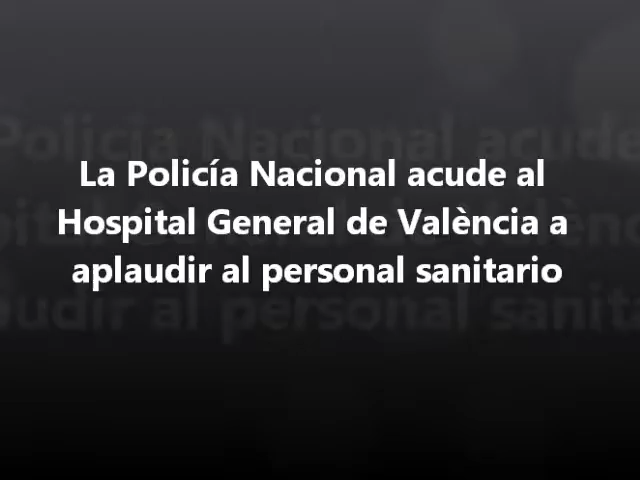 La Policía Nacional acude al
Hospital General de València a
aplaudir al personal sanitario